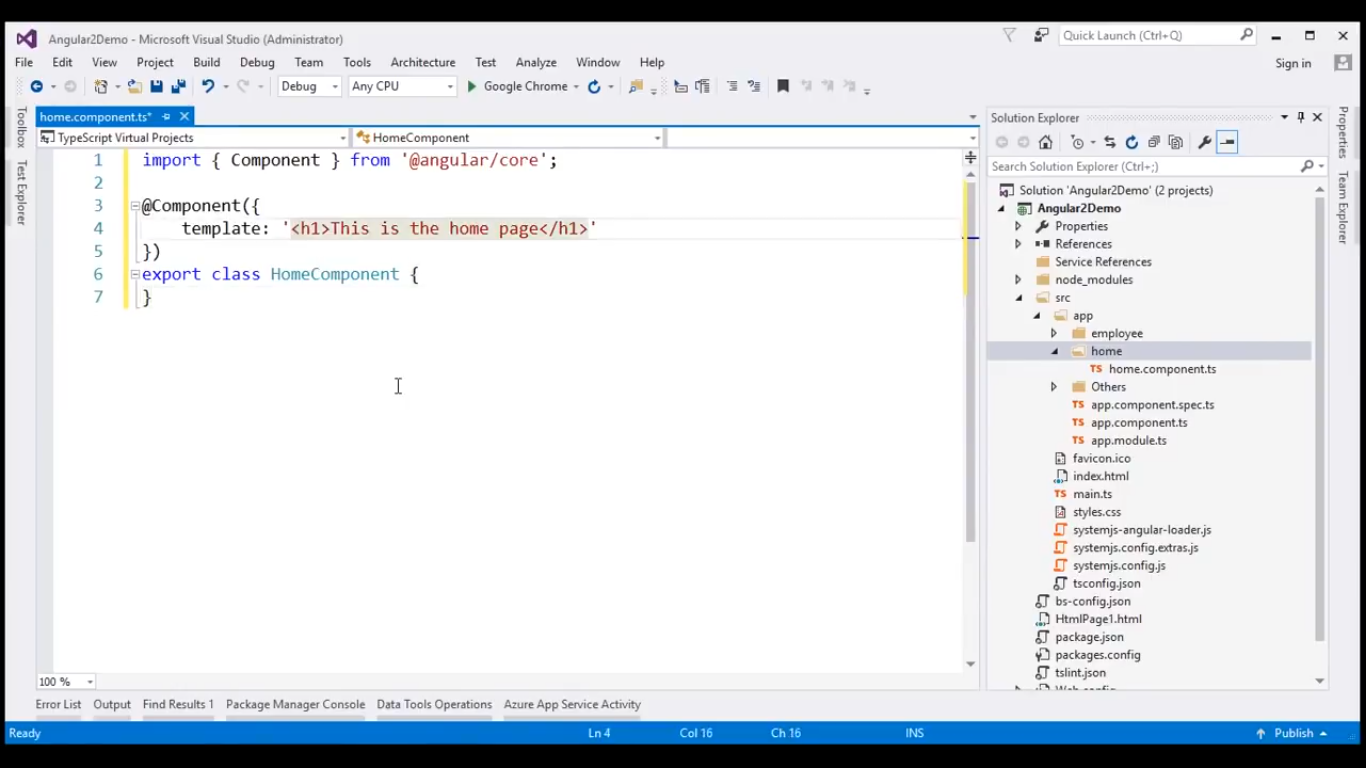 Angular2Demo - Microsoft Visual Studio (Administrator)
Quick Launch (Ctrl+Q)
File Edit View Project Build Debug Team Tools Architecture Test Analyze Window Help
Sign in
Debug Any CPU Google Chrome
Toolbox
Test Explorer
home.component.ts*
TypeScript Virtual Projects
HomeComponent
1 import { Component } from '@angular/core';
2
3 @Component({
4 template: '<h1>This is the home page</h1>'
5 })
6 export class HomeComponent {
7 }
100 %
Solution Explorer
Search Solution Explorer (Ctrl+;)
Solution 'Angular2Demo' (2 projects)
Angular2Demo
Properties
References
Service References
node_modules
src
app
employee
home
TS home.component.ts
Others
TS app.component.spec.ts
TS app.component.ts
TS app.module.ts
favicon.ico
index.html
TS main.ts
styles.css
systemjs-angular-loader.js
systemjs.config.extras.js
systemjs.config.js
tsconfig.json
bs-config.json
HtmlPage1.html
package.json
packages.config
tslint.json
Web.config
Properties
Team Explorer
Error List Output Find Results 1 Package Manager Console Data Tools Operations Azure App Service Activity
Ready Ln 4 Col 16 Ch 16 INS Publish